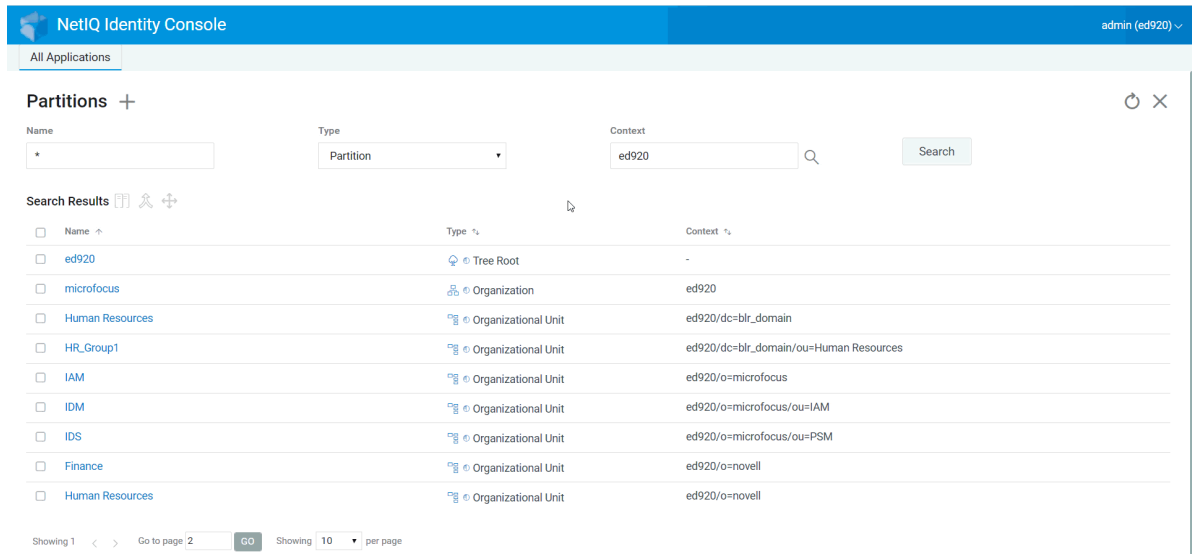 NetIQ Identity Console admin (ed920)
All Applications
Partitions
Name Type Context
* Partition ed920 Search
Search Results
Name Type Context
ed920 Tree Root -
microfocus Organization ed920
Human Resources Organizational Unit ed920/dc=blr_domain
HR_Group1 Organizational Unit ed920/dc=blr_domain/ou=Human Resources
IAM Organizational Unit ed920/o=microfocus
IDM Organizational Unit ed920/o=microfocus/ou=IAM
IDS Organizational Unit ed920/o=microfocus/ou=PSM
Finance Organizational Unit ed920/o=novell
Human Resources Organizational Unit ed920/o=novell
Showing 1 < > Go to page 2 GO Showing 10 per page